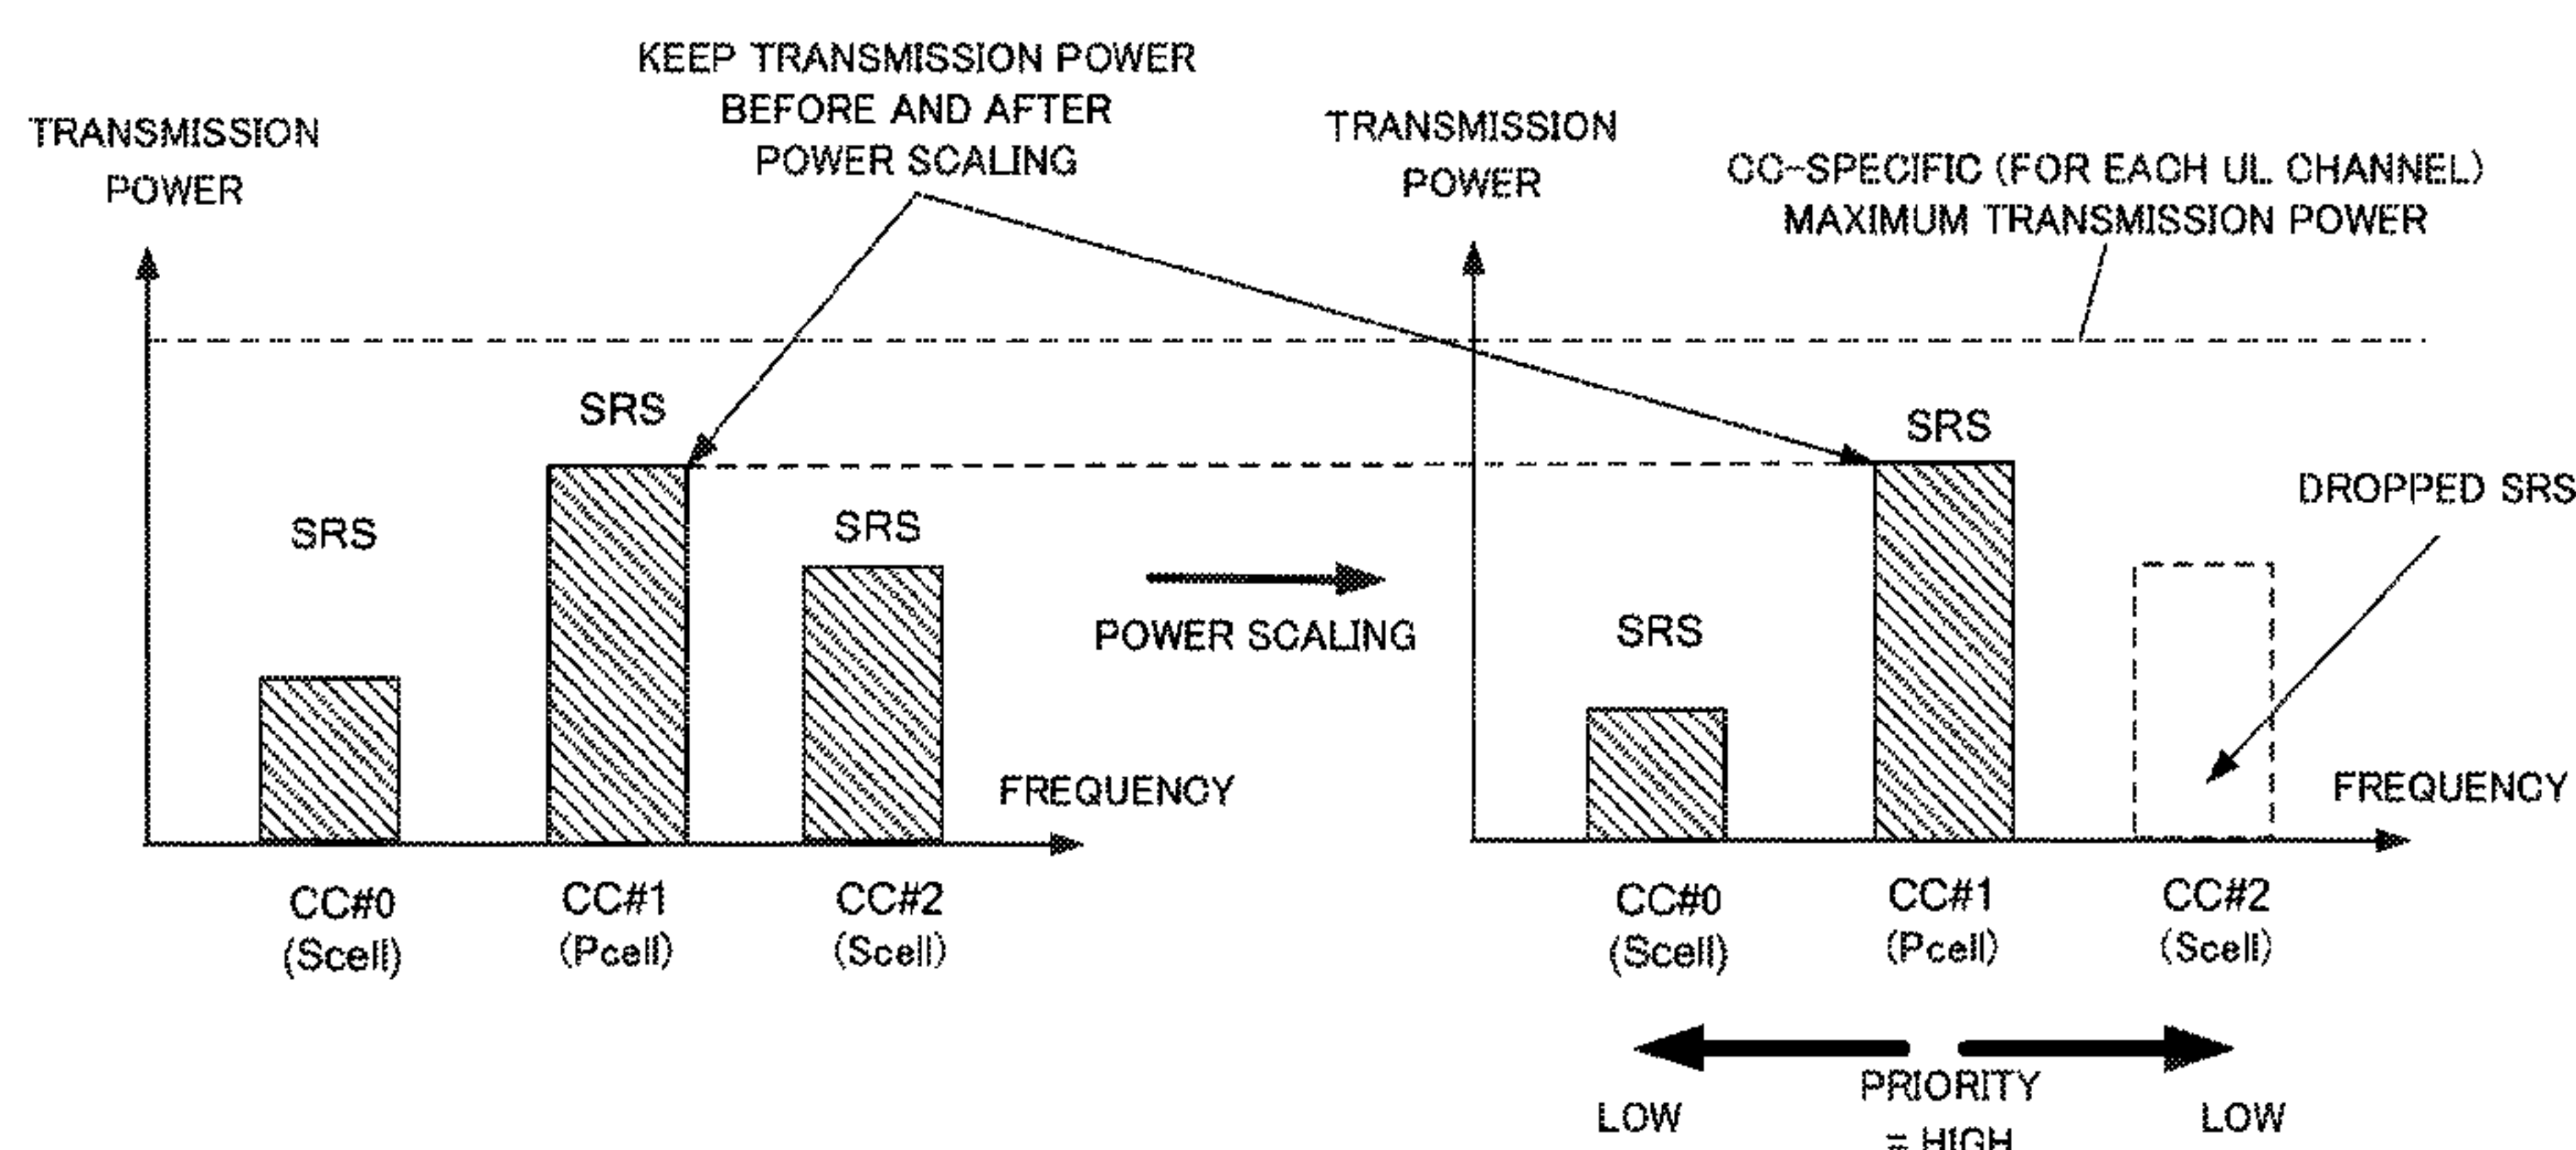 KEEP TRANSMISSION POWER
BEFORE AND AFTER
POWER SCALING
TRANSMISSION
POWER
TRANSMISSION
POWER
CC-SPECIFIC (FOR EACH UL CHANNEL)
MAXIMUM TRANSMISSION POWER
SRS
SRS
SRS
POWER SCALING
FREQUENCY
CC#0
(Scell)
CC#1
(Pcell)
CC#2
(Scell)
SRS
SRS
DROPPED SRS
FREQUENCY
CC#0
(Scell)
CC#1
(Pcell)
CC#2
(Scell)
LOW
PRIORITY
= HIGH
LOW